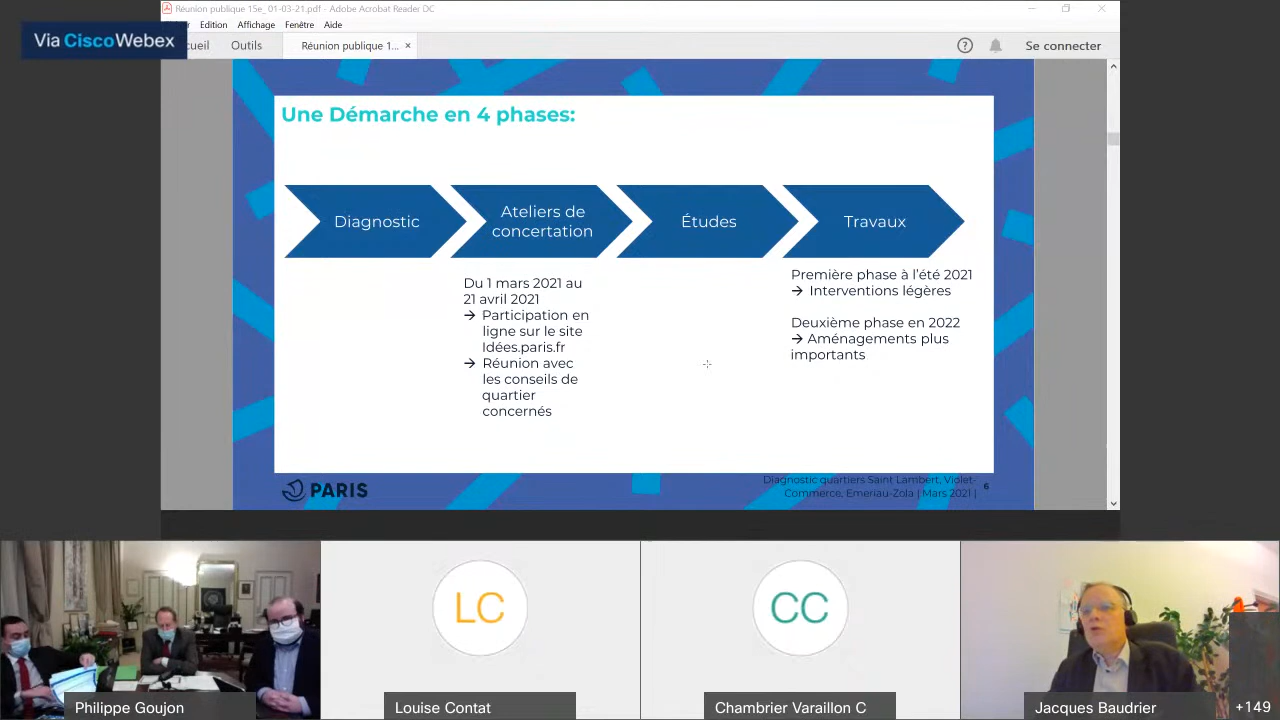 Réunion publique 15e_01-03-21.pdf - Adobe Acrobat Reader DC
Edition Affichage Fenêtre Aide
Via CiscoWebex
Outils
Réunion publique 1... ×
? Se connecter
Une Démarche en 4 phases:
Diagnostic
Ateliers de
concertation
Études
Travaux
Du 1 mars 2021 au
21 avril 2021
→ Participation en
ligne sur le site
Idées.paris.fr
→ Réunion avec
les conseils de
quartier
concernés
Première phase à l'été 2021
→ Interventions légères
Deuxième phase en 2022
→ Aménagements plus
importants
PARIS
Diagnostic quartiers Saint Lambert, Violet-
Commerce, Emeriau-Zola | Mars 2021 | 6
LC
CC
Philippe Goujon
Louise Contat
Chambrier Varaillon C
Jacques Baudrier
+149